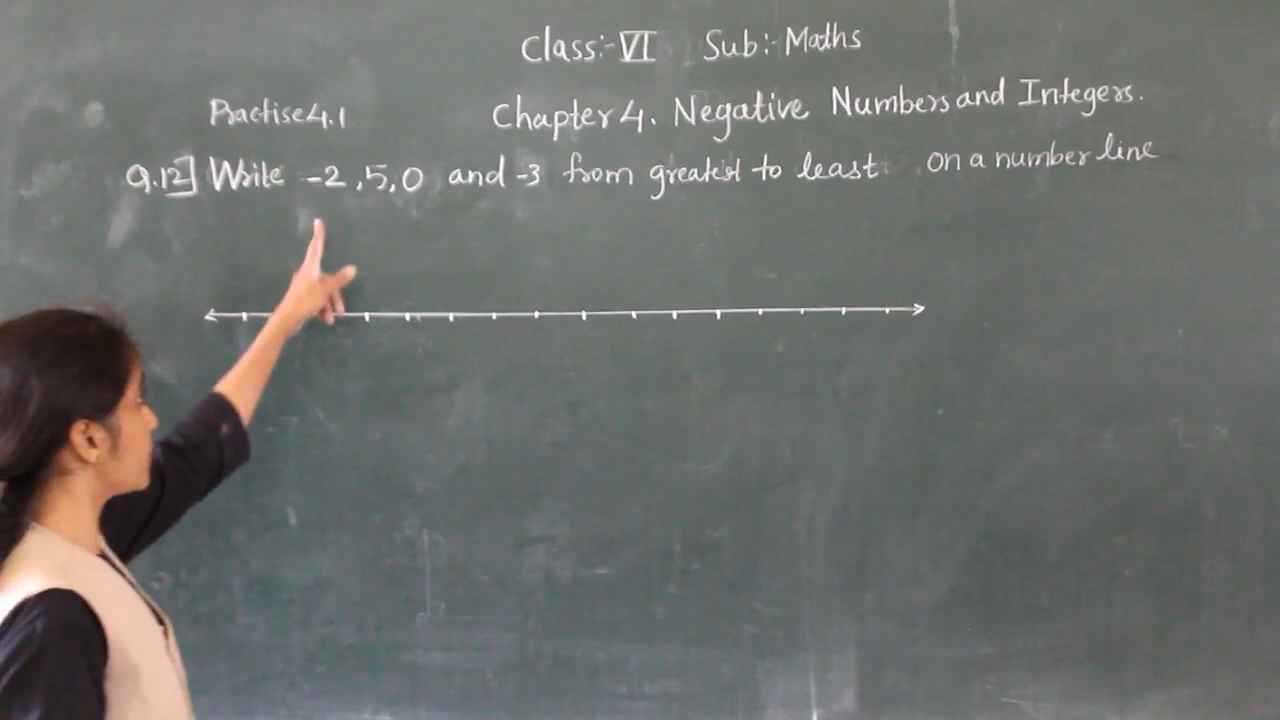 Class:- VI Sub:- Maths
Practise 4.1 Chapter 4. Negative Numbers and Integers.
Q.12] Write -2, 5, 0 and -3 from greatest to least on a number line